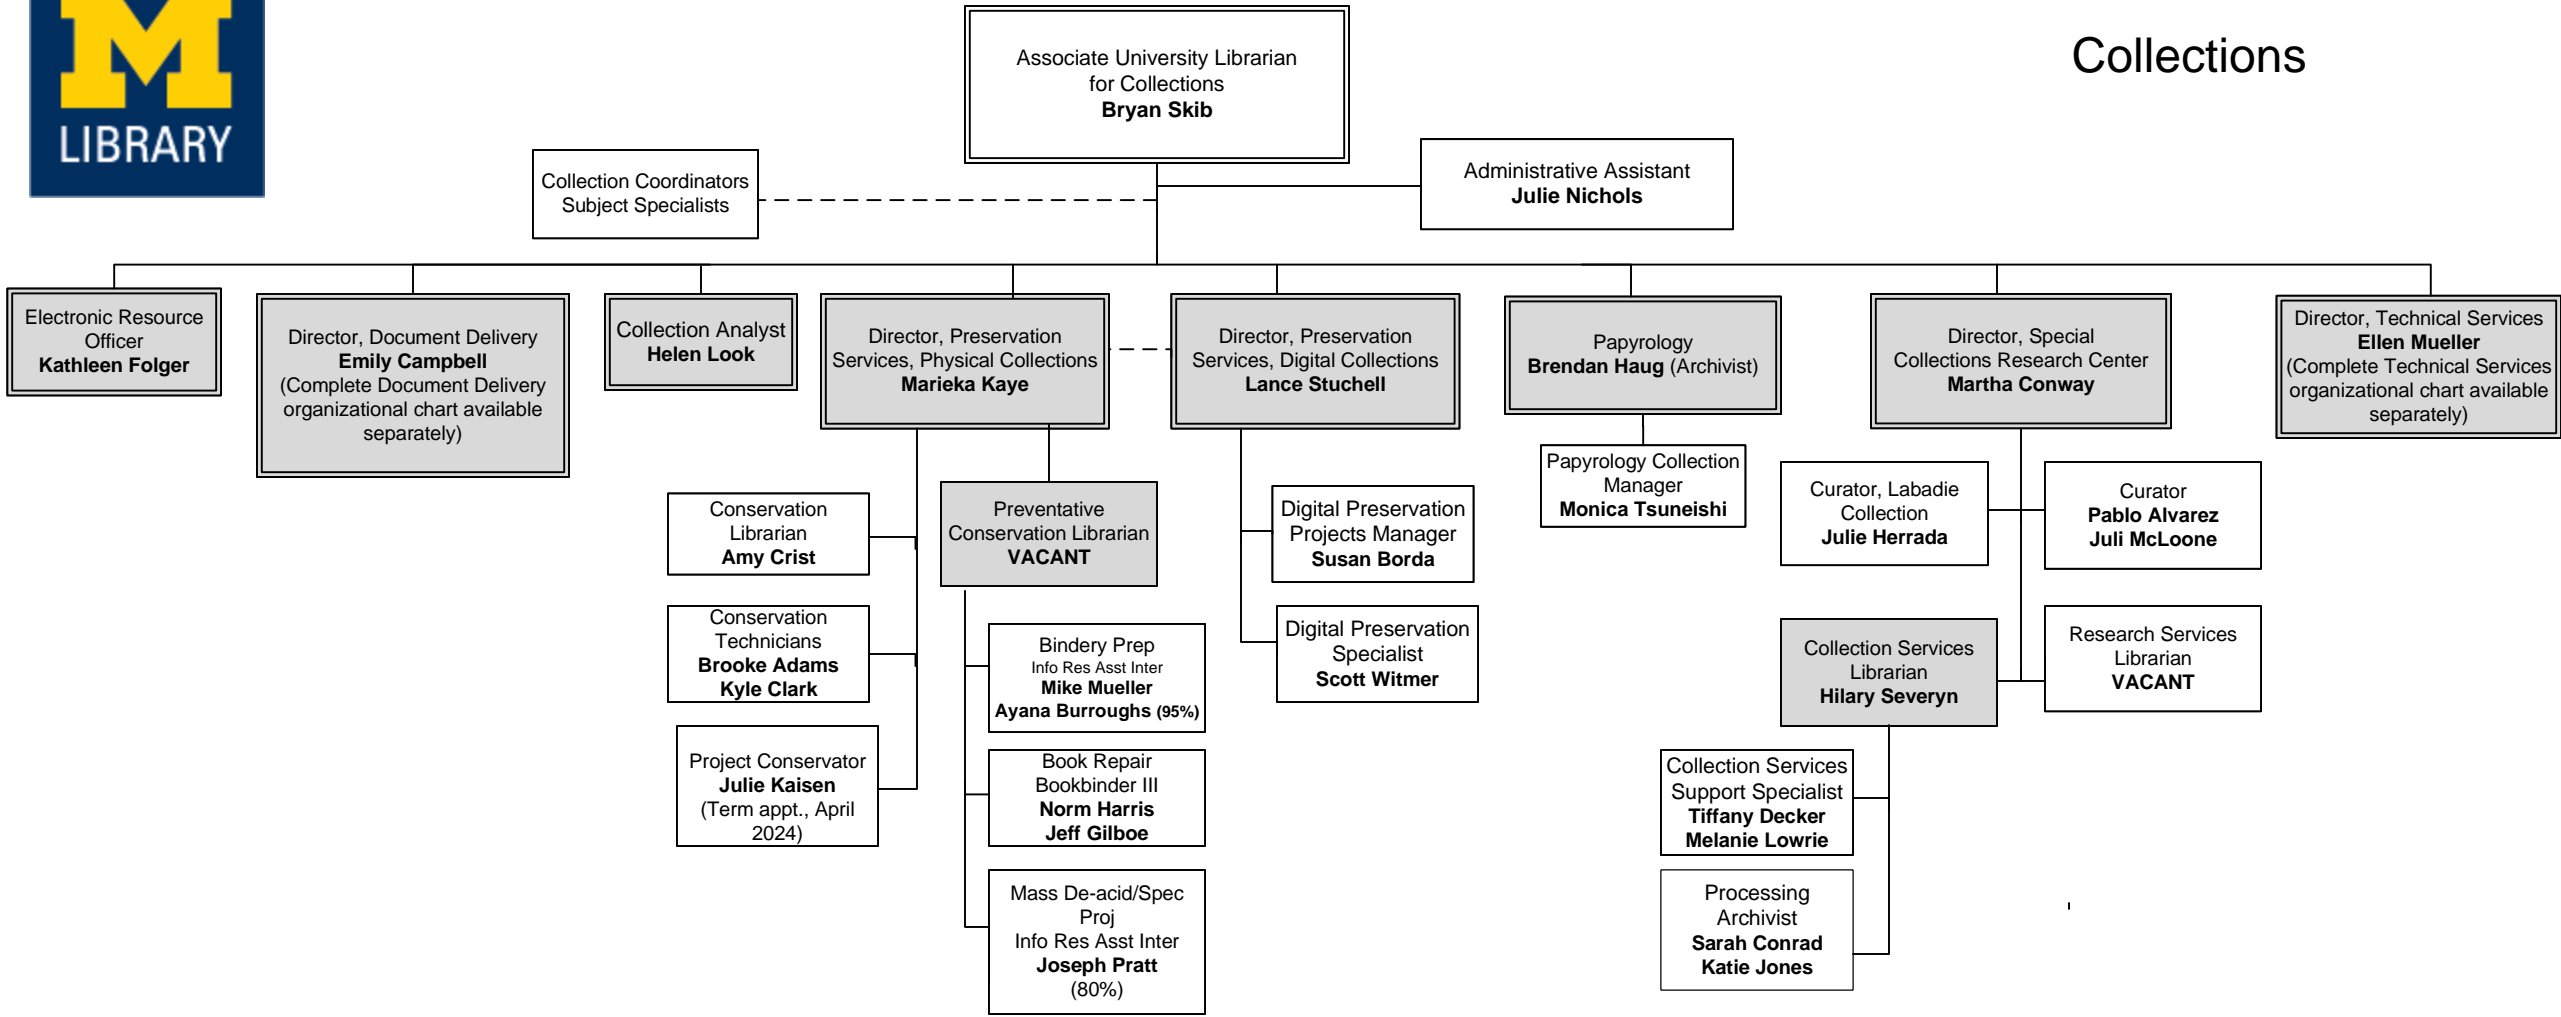 M
LIBRARY
Collections
Associate University Librarian
for Collections
Bryan Skib
Collection Coordinators
Subject Specialists
Administrative Assistant
Julie Nichols
Electronic Resource
Officer
Kathleen Folger
Director, Document Delivery
Emily Campbell
(Complete Document Delivery
organizational chart available
separately)
Collection Analyst
Helen Look
Director, Preservation
Services, Physical Collections
Marieka Kaye
Director, Preservation
Services, Digital Collections
Lance Stuchell
Papyrology
Brendan Haug (Archivist)
Director, Special
Collections Research Center
Martha Conway
Director, Technical Services
Ellen Mueller
(Complete Technical Services
organizational chart available
separately)
Conservation
Librarian
Amy Crist
Conservation
Technicians
Brooke Adams
Kyle Clark
Project Conservator
Julie Kaisen
(Term appt., April
2024)
Preventative
Conservation Librarian
VACANT
Bindery Prep
Info Res Asst Inter
Mike Mueller
Ayana Burroughs (95%)
Book Repair
Bookbinder III
Norm Harris
Jeff Gilboe
Mass De-acid/Spec
Proj
Info Res Asst Inter
Joseph Pratt
(80%)
Digital Preservation
Projects Manager
Susan Borda
Digital Preservation
Specialist
Scott Witmer
Papyrology Collection
Manager
Monica Tsuneishi
Curator, Labadie
Collection
Julie Herrada
Curator
Pablo Alvarez
Juli McLoone
Collection Services
Librarian
Hilary Severyn
Research Services
Librarian
VACANT
Collection Services
Support Specialist
Tiffany Decker
Melanie Lowrie
Processing
Archivist
Sarah Conrad
Katie Jones